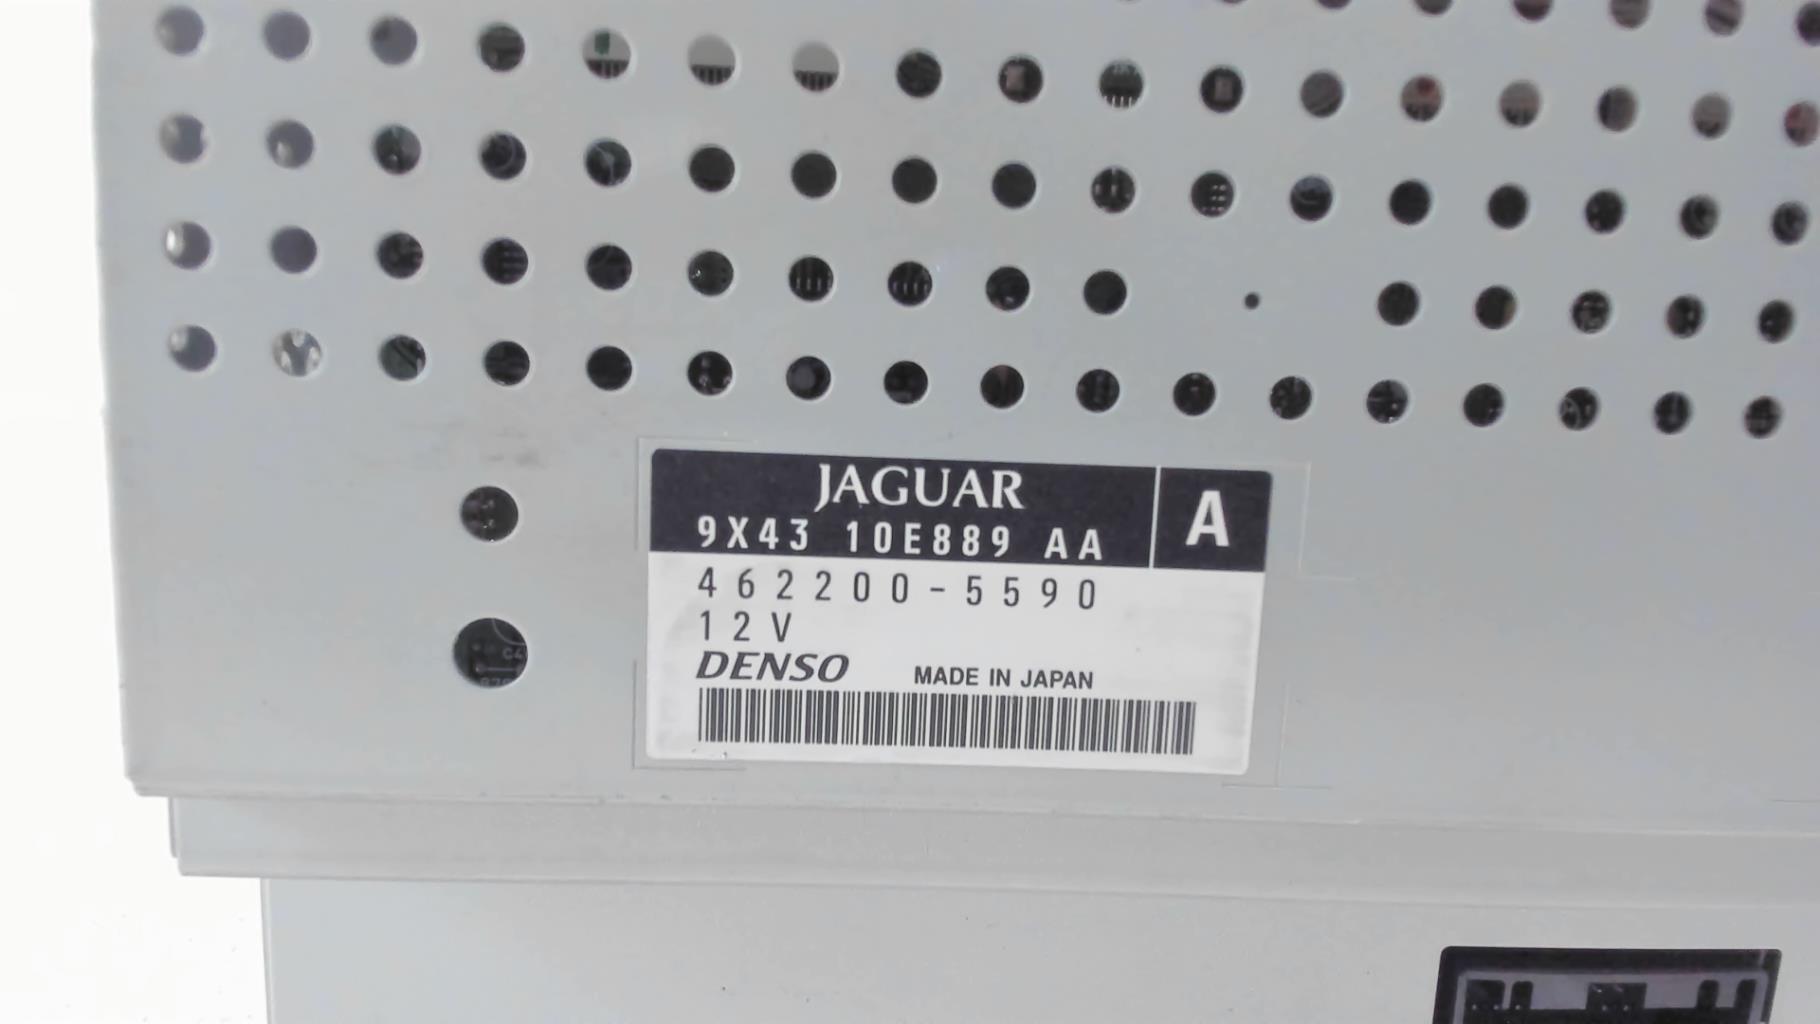 JAGUAR
9X43 10E889 AA
A
462200-5590
12V
DENSO MADE IN JAPAN